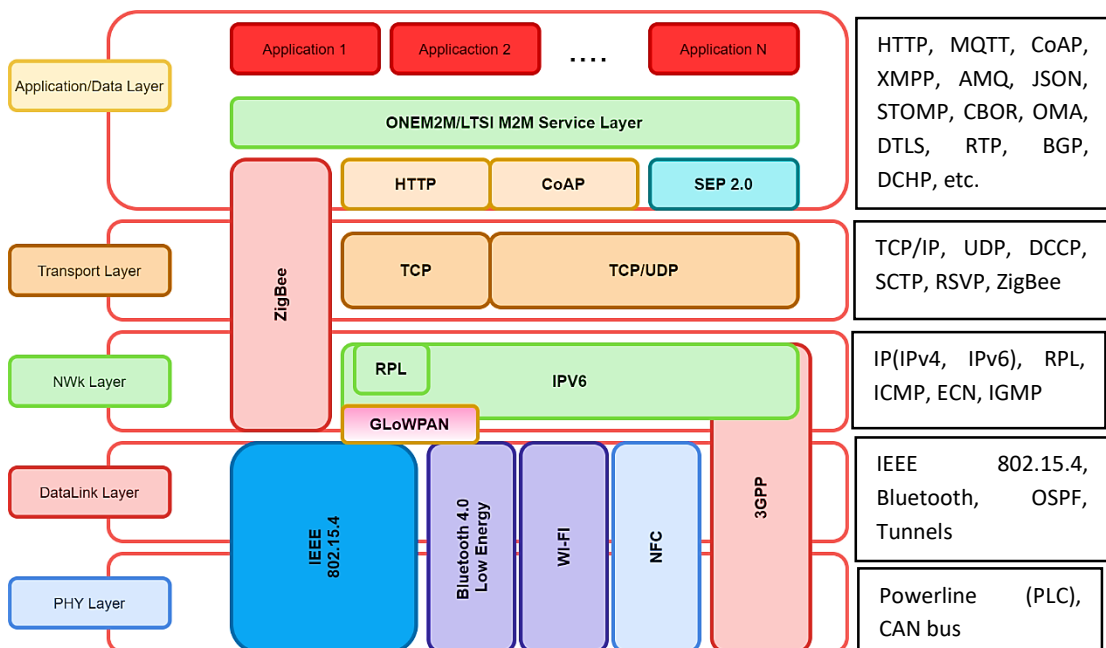 Application 1
Applicaction 2
....
Application N
Application/Data Layer
ONEM2M/LTSI M2M Service Layer
HTTP
CoAP
SEP 2.0
HTTP, MQTT, CoAP,
XMPP, AMQ, JSON,
STOMP, CBOR, OMA,
DTLS, RTP, BGP,
DCHP, etc.
ZigBee
Transport Layer
TCP
TCP/UDP
TCP/IP, UDP, DCCP,
SCTP, RSVP, ZigBee
NWk Layer
RPL
IPV6
GLoWPAN
IP(IPv4, IPv6), RPL,
ICMP, ECN, IGMP
DataLink Layer
IEEE
802.15.4
Bluetooth 4.0
Low Energy
WI-FI
NFC
3GPP
IEEE 802.15.4,
Bluetooth, OSPF,
Tunnels
PHY Layer
Powerline (PLC),
CAN bus